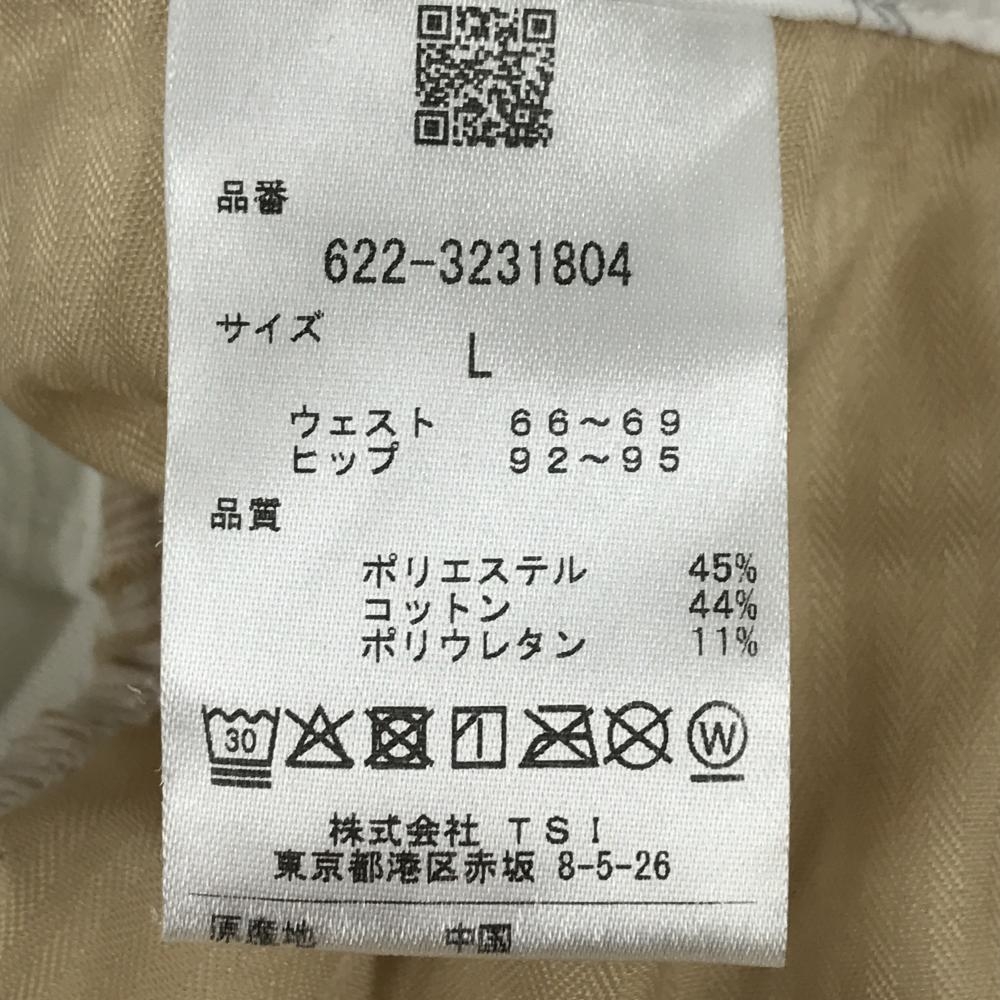 品番
622-3231804
サイズ
L
ウェスト 66~69
ヒップ 92~95
品質
ポリエステル 45%
コットン 44%
ポリウレタン 11%
30 W
株式会社 TSI
東京都港区赤坂 8-5-26
原産地 中国